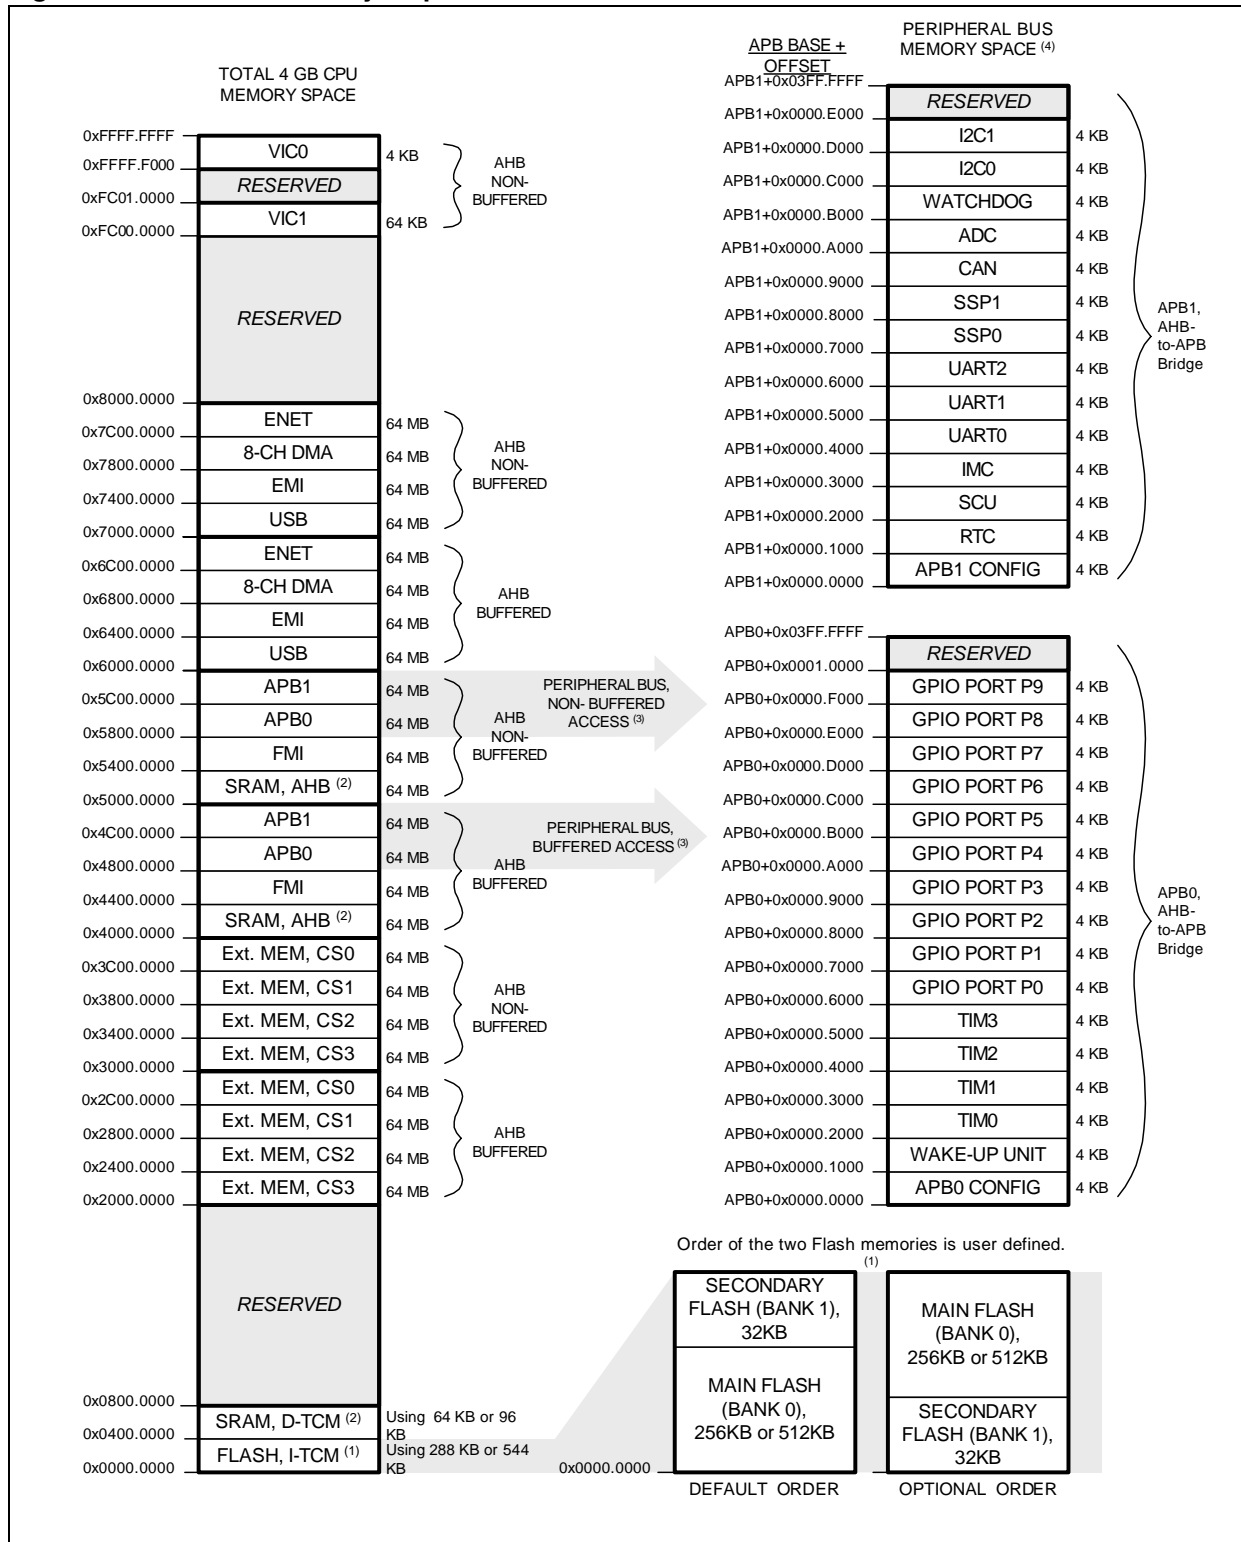 TOTAL 4 GB CPU
MEMORY SPACE
0xFFFF.FFFF
VIC0
4 KB
0xFFFF.F000
RESERVED
0xFC01.0000
VIC1
64 KB
0xFC00.0000
AHB
NON-
BUFFERED
RESERVED
0x8000.0000
ENET
64 MB
0x7C00.0000
8-CH DMA
64 MB
0x7800.0000
EMI
64 MB
0x7400.0000
USB
64 MB
0x7000.0000
AHB
NON-
BUFFERED
ENET
64 MB
0x6C00.0000
8-CH DMA
64 MB
0x6800.0000
EMI
64 MB
0x6400.0000
USB
64 MB
0x6000.0000
AHB
BUFFERED
APB1
64 MB
0x5C00.0000
APB0
64 MB
0x5800.0000
FMI
64 MB
0x5400.0000
SRAM, AHB (2)
64 MB
0x5000.0000
AHB
NON-
BUFFERED
PERIPHERAL BUS,
NON- BUFFERED
ACCESS (3)
APB1
64 MB
0x4C00.0000
APB0
64 MB
0x4800.0000
FMI
64 MB
0x4400.0000
SRAM, AHB (2)
64 MB
0x4000.0000
AHB
BUFFERED
PERIPHERAL BUS,
BUFFERED ACCESS (3)
Ext. MEM, CS0
64 MB
0x3C00.0000
Ext. MEM, CS1
64 MB
0x3800.0000
Ext. MEM, CS2
64 MB
0x3400.0000
Ext. MEM, CS3
64 MB
0x3000.0000
AHB
NON-
BUFFERED
Ext. MEM, CS0
64 MB
0x2C00.0000
Ext. MEM, CS1
64 MB
0x2800.0000
Ext. MEM, CS2
64 MB
0x2400.0000
Ext. MEM, CS3
64 MB
0x2000.0000
AHB
BUFFERED
RESERVED
0x0800.0000
SRAM, D-TCM (2)
Using 64 KB or 96
KB
0x0400.0000
FLASH, I-TCM (1)
Using 288 KB or 544
KB
0x0000.0000
APB BASE +
OFFSET
PERIPHERAL BUS
MEMORY SPACE (4)
APB1+0x03FF.FFFF
RESERVED
APB1+0x0000.E000
I2C1
4 KB
APB1+0x0000.D000
I2C0
4 KB
APB1+0x0000.C000
WATCHDOG
4 KB
APB1+0x0000.B000
ADC
4 KB
APB1+0x0000.A000
CAN
4 KB
APB1+0x0000.9000
SSP1
4 KB
APB1+0x0000.8000
SSP0
4 KB
APB1+0x0000.7000
UART2
4 KB
APB1+0x0000.6000
UART1
4 KB
APB1+0x0000.5000
UART0
4 KB
APB1+0x0000.4000
IMC
4 KB
APB1+0x0000.3000
SCU
4 KB
APB1+0x0000.2000
RTC
4 KB
APB1+0x0000.1000
APB1 CONFIG
4 KB
APB1+0x0000.0000
APB1,
AHB-
to-APB
Bridge
APB0+0x03FF.FFFF
RESERVED
APB0+0x0001.0000
GPIO PORT P9
4 KB
APB0+0x0000.F000
GPIO PORT P8
4 KB
APB0+0x0000.E000
GPIO PORT P7
4 KB
APB0+0x0000.D000
GPIO PORT P6
4 KB
APB0+0x0000.C000
GPIO PORT P5
4 KB
APB0+0x0000.B000
GPIO PORT P4
4 KB
APB0+0x0000.A000
GPIO PORT P3
4 KB
APB0+0x0000.9000
GPIO PORT P2
4 KB
APB0+0x0000.8000
GPIO PORT P1
4 KB
APB0+0x0000.7000
GPIO PORT P0
4 KB
APB0+0x0000.6000
TIM3
4 KB
APB0+0x0000.5000
TIM2
4 KB
APB0+0x0000.4000
TIM1
4 KB
APB0+0x0000.3000
TIM0
4 KB
APB0+0x0000.2000
WAKE-UP UNIT
4 KB
APB0+0x0000.1000
APB0 CONFIG
4 KB
APB0+0x0000.0000
APB0,
AHB-
to-APB
Bridge
Order of the two Flash memories is user defined.
(1)
SECONDARY
FLASH (BANK 1),
32KB
MAIN FLASH
(BANK 0),
256KB or 512KB
0x0000.0000
DEFAULT ORDER
MAIN FLASH
(BANK 0),
256KB or 512KB
SECONDARY
FLASH (BANK 1),
32KB
OPTIONAL ORDER